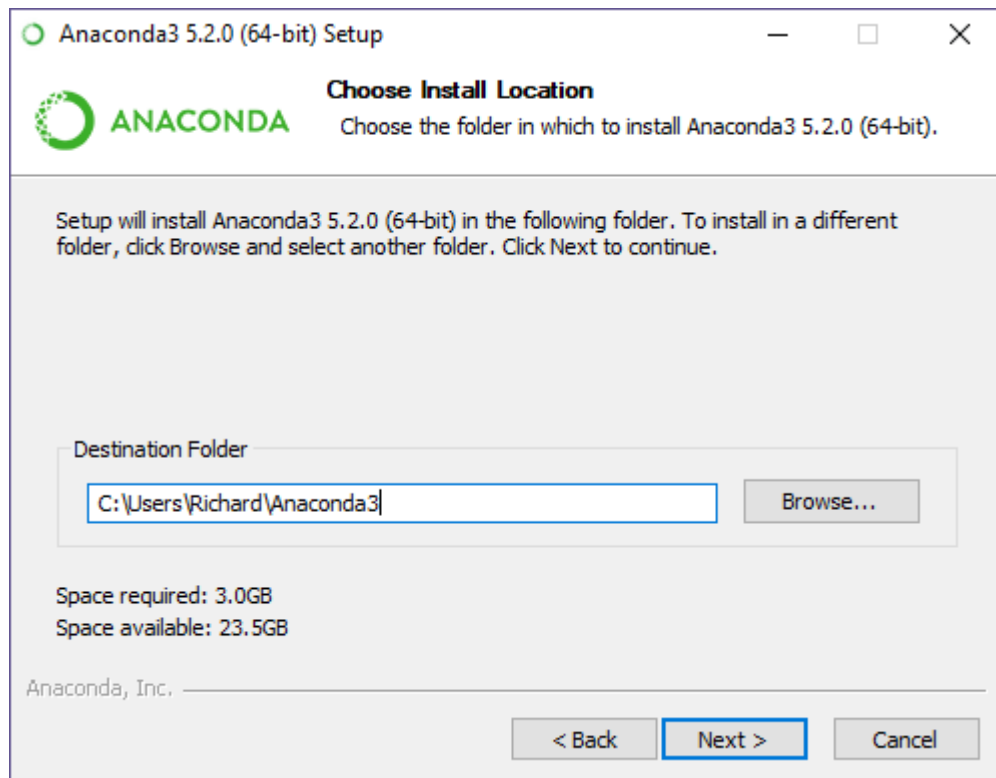 Anaconda3 5.2.0 (64-bit) Setup
ANACONDA
Choose Install Location
Choose the folder in which to install Anaconda3 5.2.0 (64-bit).
Setup will install Anaconda3 5.2.0 (64-bit) in the following folder. To install in a different
folder, click Browse and select another folder. Click Next to continue.
Destination Folder
C:\Users\Richard\Anaconda3
Browse...
Space required: 3.0GB
Space available: 23.5GB
Anaconda, Inc.
< Back
Next >
Cancel